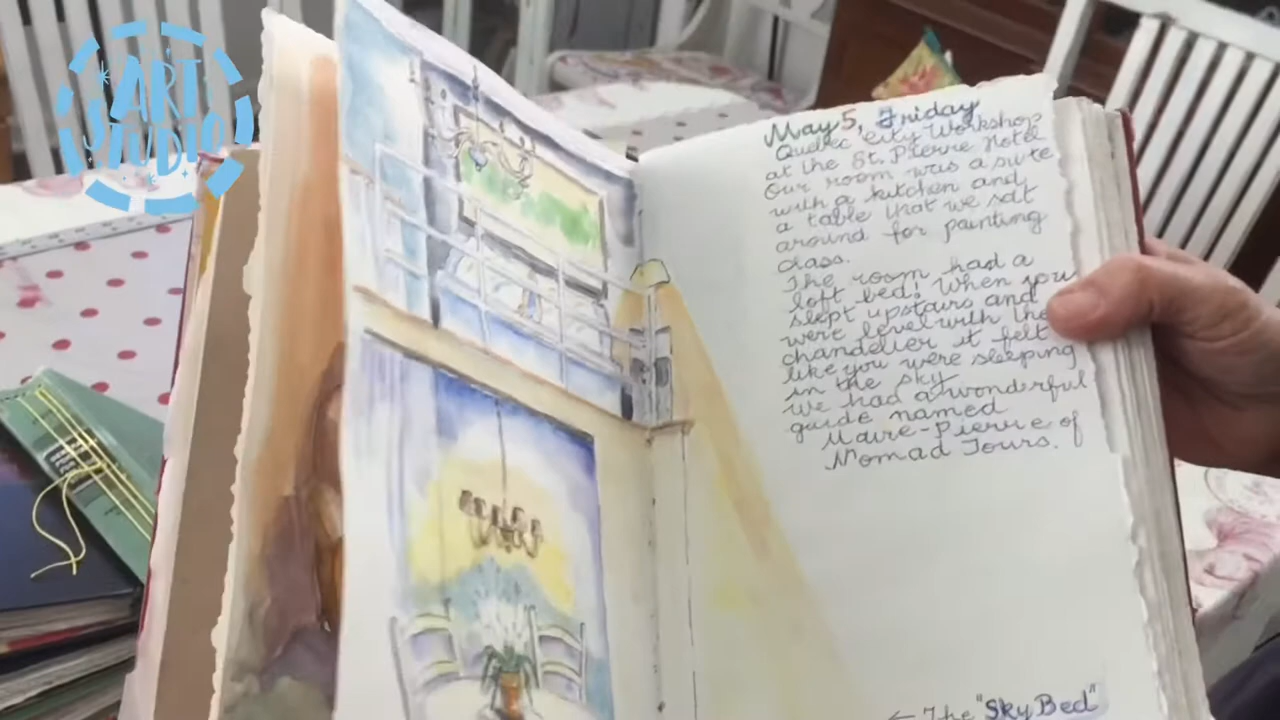 ART
STUDIO
May 5, Friday
Quebec City Workshop
at the St. Pierre Hotel
Our room was a suite
with a kitchen and
a table that we sat
around for painting
class.
The room had a
loft bed! When you
slept upstairs and
were level with the
chandelier it felt
like you were sleeping
in the sky
we had a wonderful
guide named
Marie-Pierre of
Nomad Tours.
← The "Sky Bed"